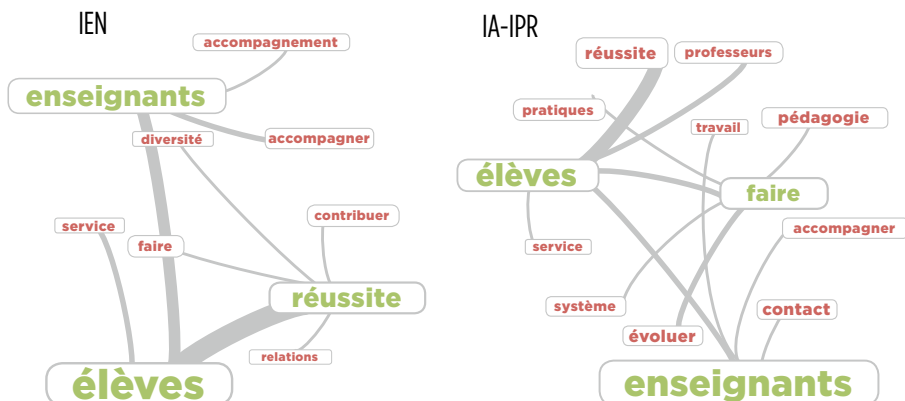 IEN
accompagnement
enseignants
diversité
accompagner
service
contribuer
faire
réussite
relations
élèves
IA-IPR
réussite
professeurs
pratiques
travail
pédagogie
élèves
faire
service
accompagner
système
contact
évoluer
enseignants